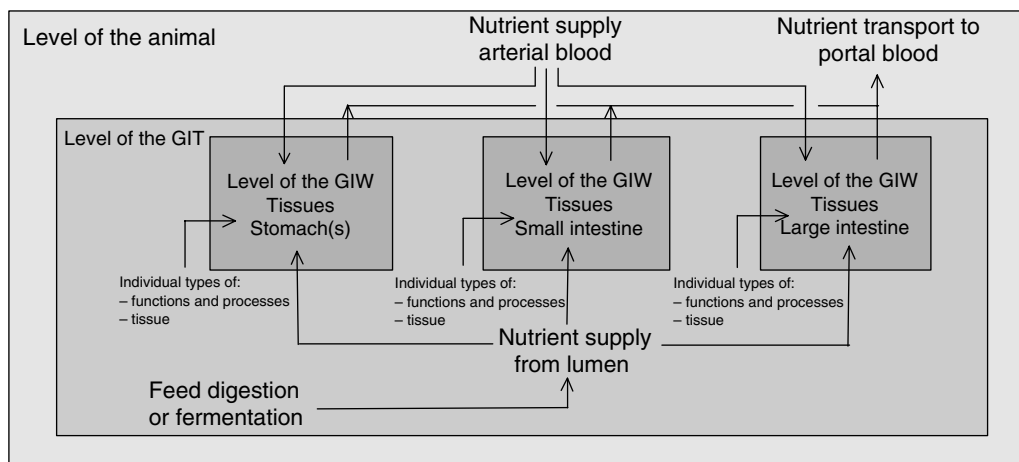 Level of the animal
Nutrient supply
arterial blood
Nutrient transport to
portal blood
Level of the GIT
Level of the GIW
Tissues
Stomach(s)
Level of the GIW
Tissues
Small intestine
Level of the GIW
Tissues
Large intestine
Individual types of:
– functions and processes
– tissue
Individual types of:
– functions and processes
– tissue
Individual types of:
– functions and processes
– tissue
Nutrient supply
from lumen
Feed digestion
or fermentation